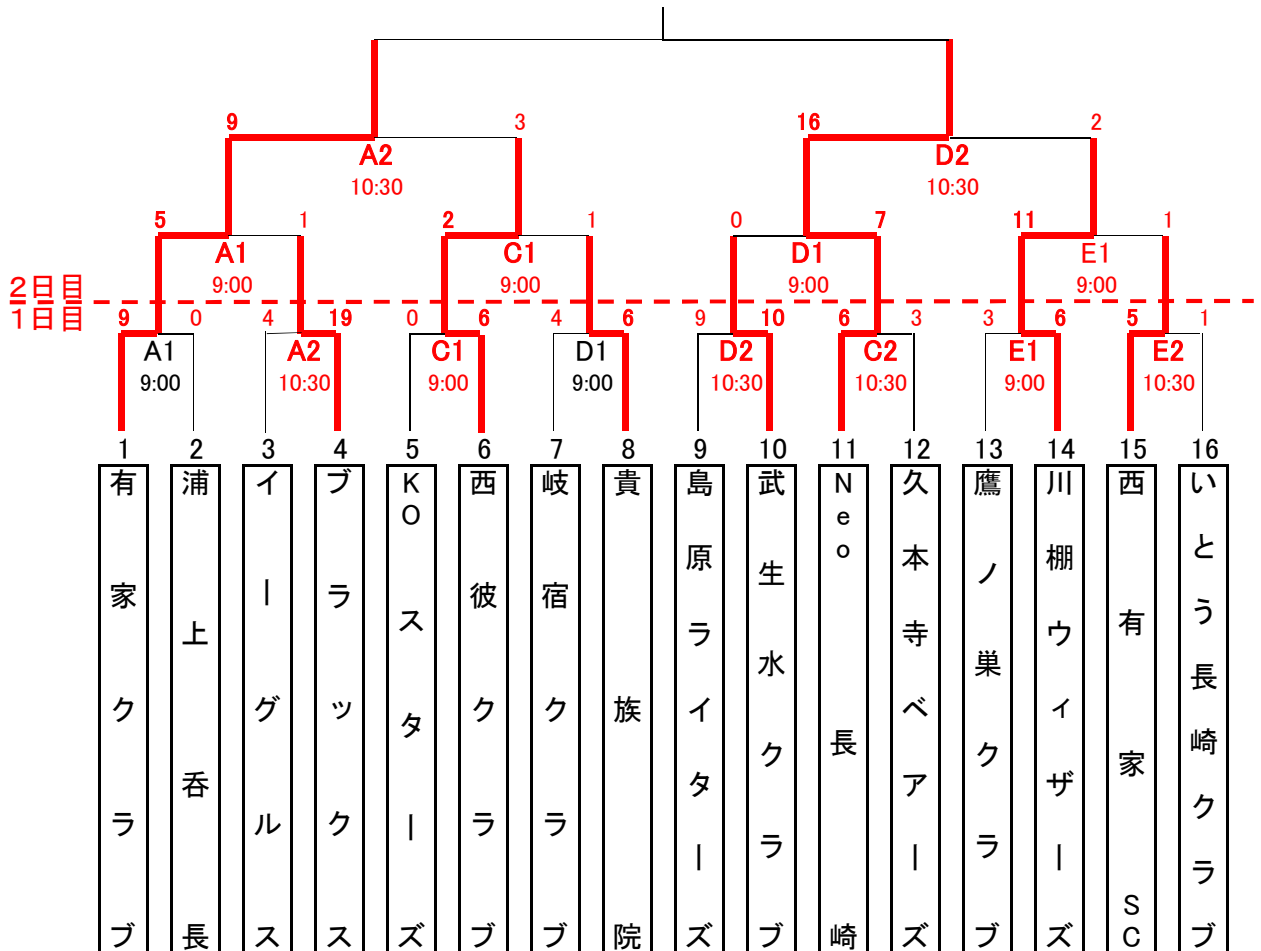 9 3 16 2
A2 D2
10:30 10:30
5 1 2 1 0 7 11 1
A1 C1 D1 E1
2日目 9:00 9:00 9:00 9:00
1日目
9 0 4 19 0 6 4 6 9 10 6 3 3 6 5 1
A1 A2 C1 D1 D2 C2 E1 E2
9:00 10:30 9:00 9:00 10:30 10:30 9:00 10:30
1 2 3 4 5 6 7 8 9 10 11 12 13 14 15 16
有家クラブ
浦上呑長
イーグルス
ブラックス
KOスターズ
西彼クラブ
岐宿クラブ
貴族院
島原ライターズ
武生水クラブ
Neo長崎
久本寺ベアーズ
鷹ノ巣クラブ
川棚ウィザーズ
西有家SC
いとう長崎クラブ